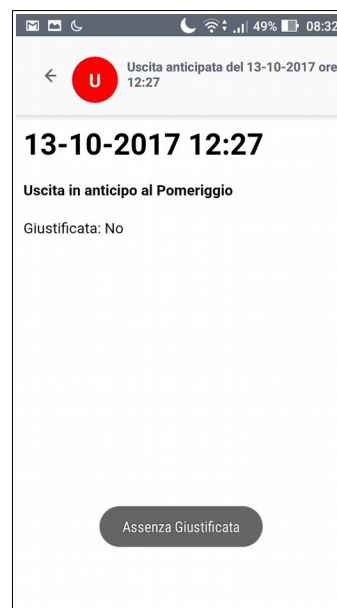 49% 08:32
U
Uscita anticipata del 13-10-2017 ore
12:27
13-10-2017 12:27
Uscita in anticipo al Pomeriggio
Giustificata: No
Assenza Giustificata